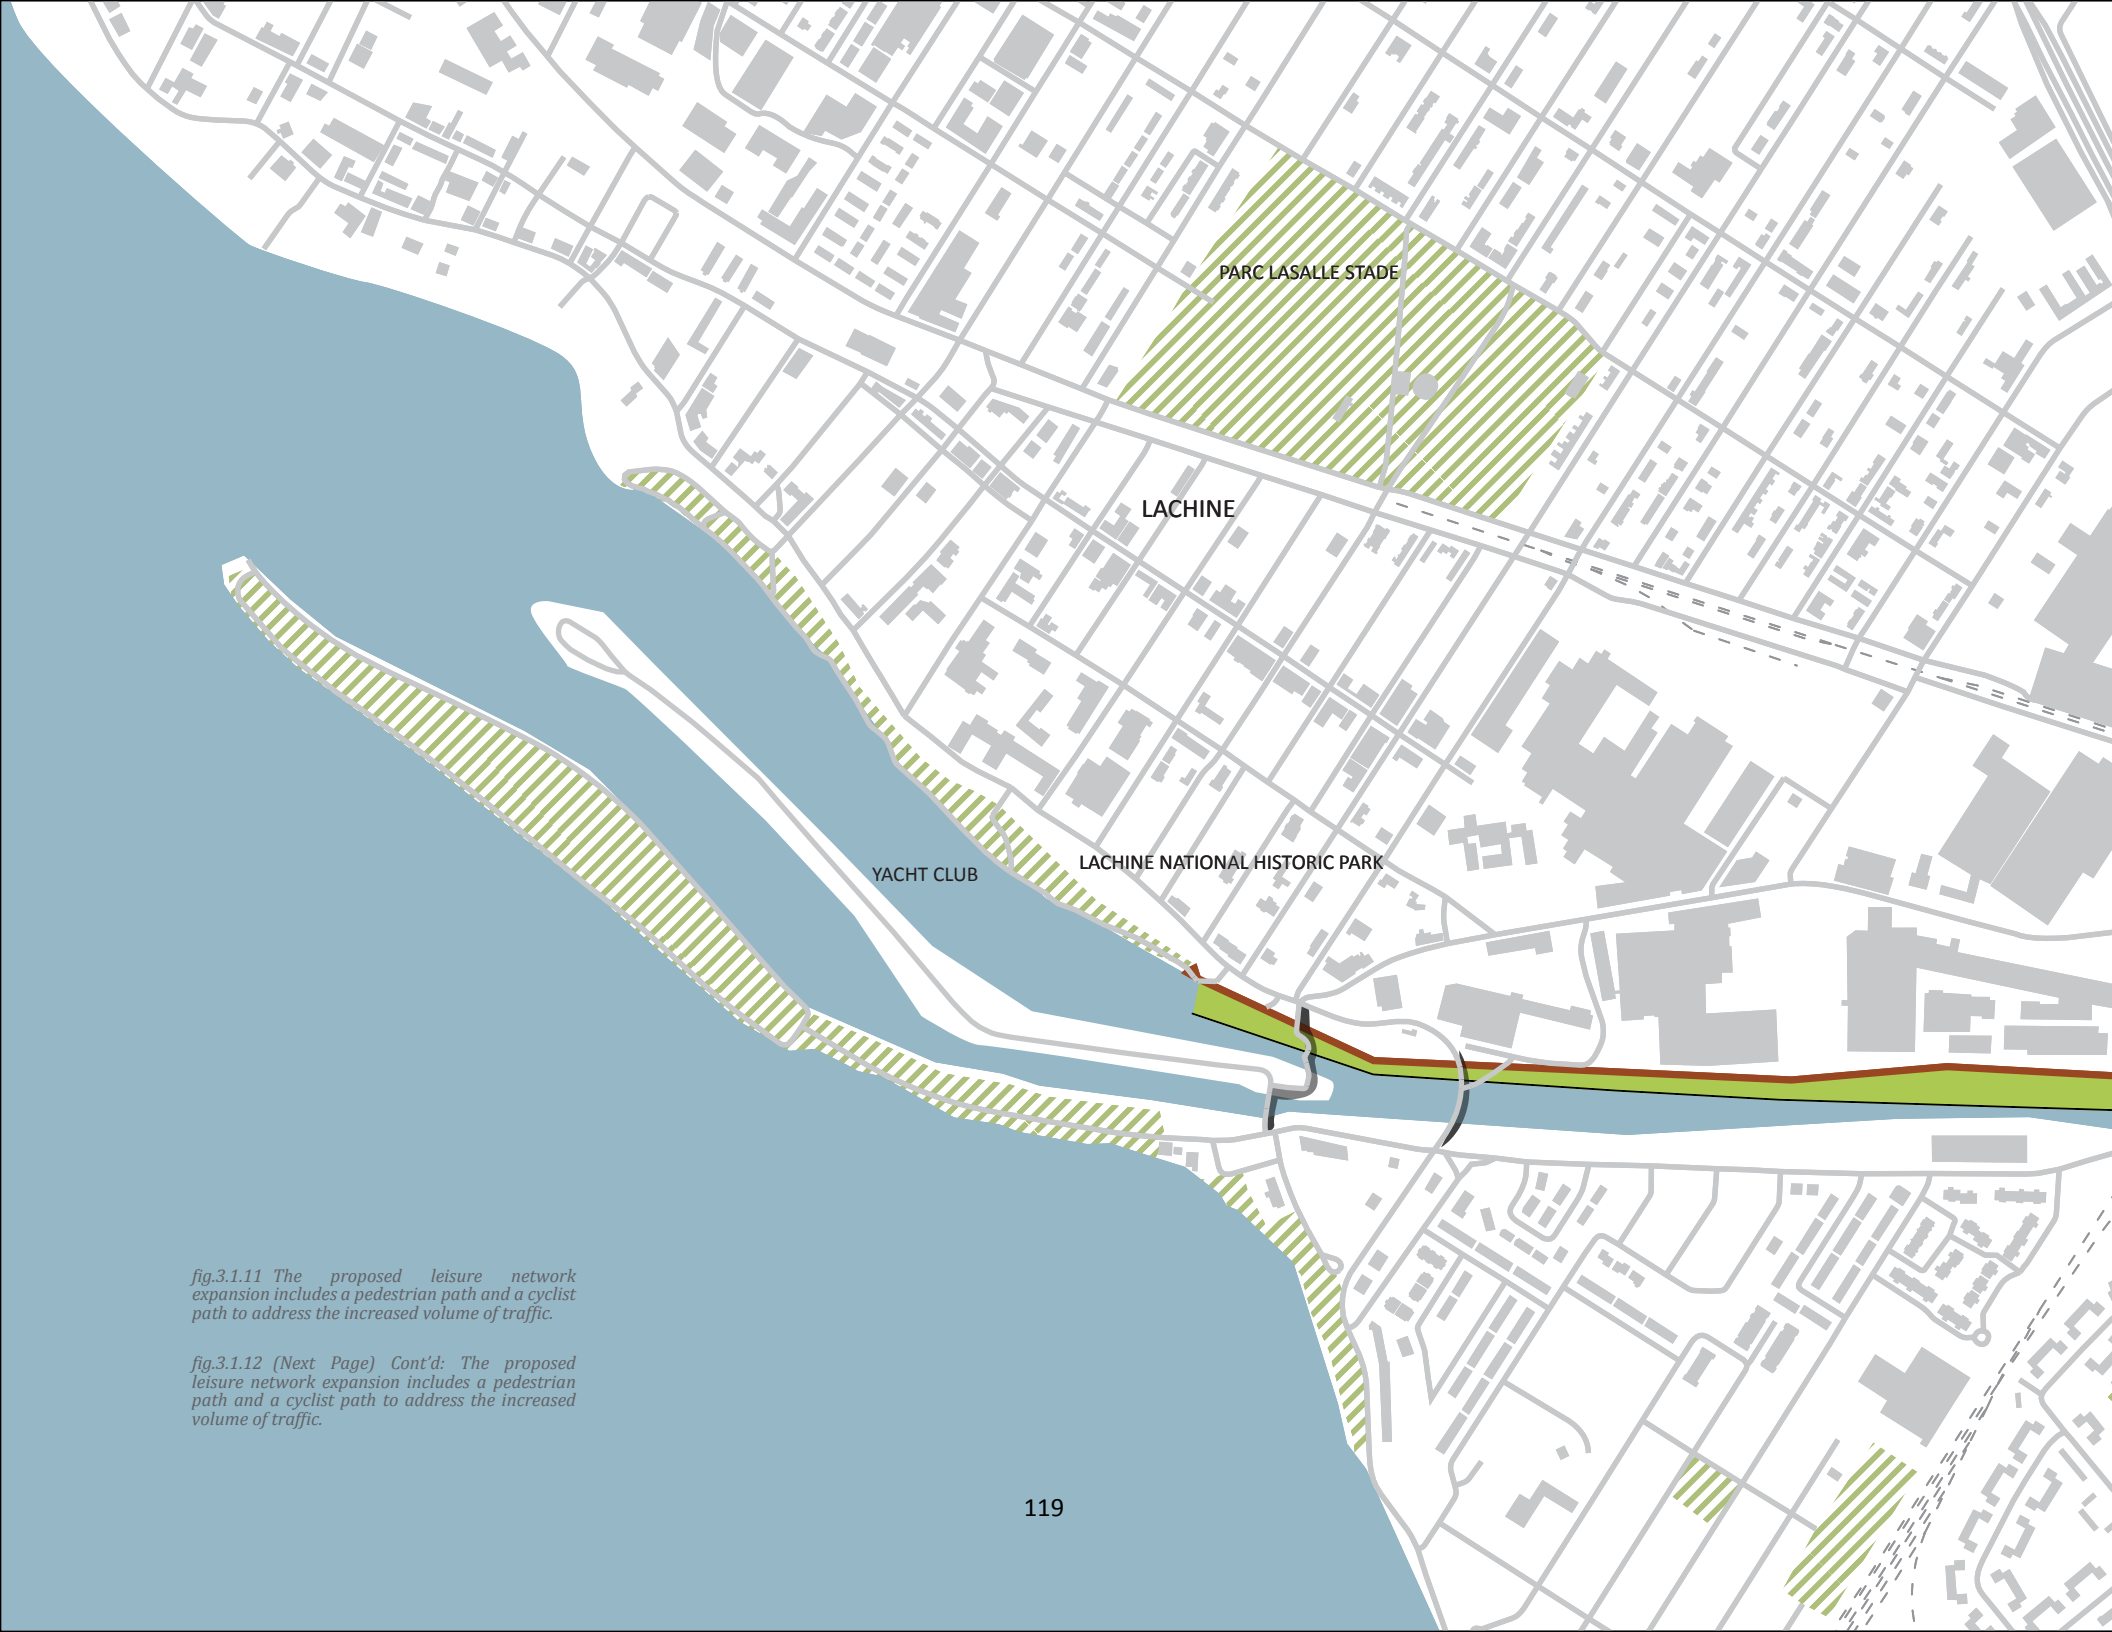 PARC LASALLE STADE
LACHINE
LACHINE NATIONAL HISTORIC PARK
YACHT CLUB
fig.3.1.11 The proposed leisure network
expansion includes a pedestrian path and a cyclist
path to address the increased volume of traffic.
fig.3.1.12 (Next Page) Cont'd: The proposed
leisure network expansion includes a pedestrian
path and a cyclist path to address the increased
volume of traffic.
119